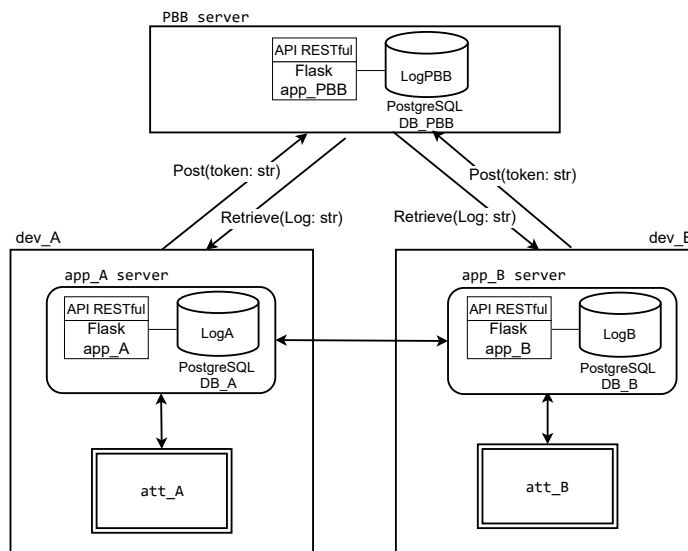 PBB server
API RESTful
Flask
app_PBB
LogPBB
PostgreSQL
DB_PBB
Post(token: str)
Post(token: str)
Retrieve(Log: str)
Retrieve(Log: str)
dev_A
app_A server
API RESTful
Flask
app_A
LogA
PostgreSQL
DB_A
att_A
dev_B
app_B server
API RESTful
Flask
app_B
LogB
PostgreSQL
DB_B
att_B